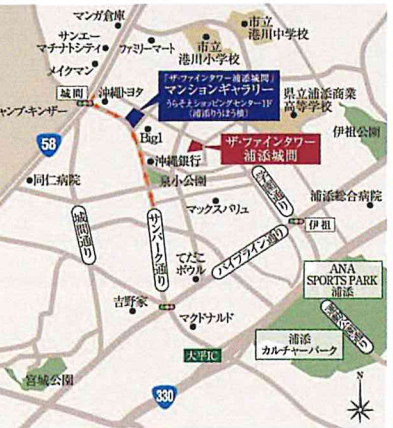 マンガ倉庫
市立
港川中学校
サンエー
マチナトシティ
ファミリーマート
市立
港川小学校
メイクマン
「ザ・ファインタワー浦添城間」
マンションギャラリー
うらそえショッピングセンター1F
(浦添りうぼう横)
城間
沖縄トヨタ
県立浦添商業
高等学校
ャンプ・キンザー
伊祖公園
58
Big1
ザ・ファインタワー
浦添城間
沖縄銀行
同仁病院
泉小公園
浦添総合病院
マックスバリュ
伊祖
城間通り
サンパーク通り
パイプライン通り
てだこ
ボウル
ANA
SPORTS PARK
浦添
吉野家
マクドナルド
大平IC
浦添
カルチャーパーク
宮城公園
330
N